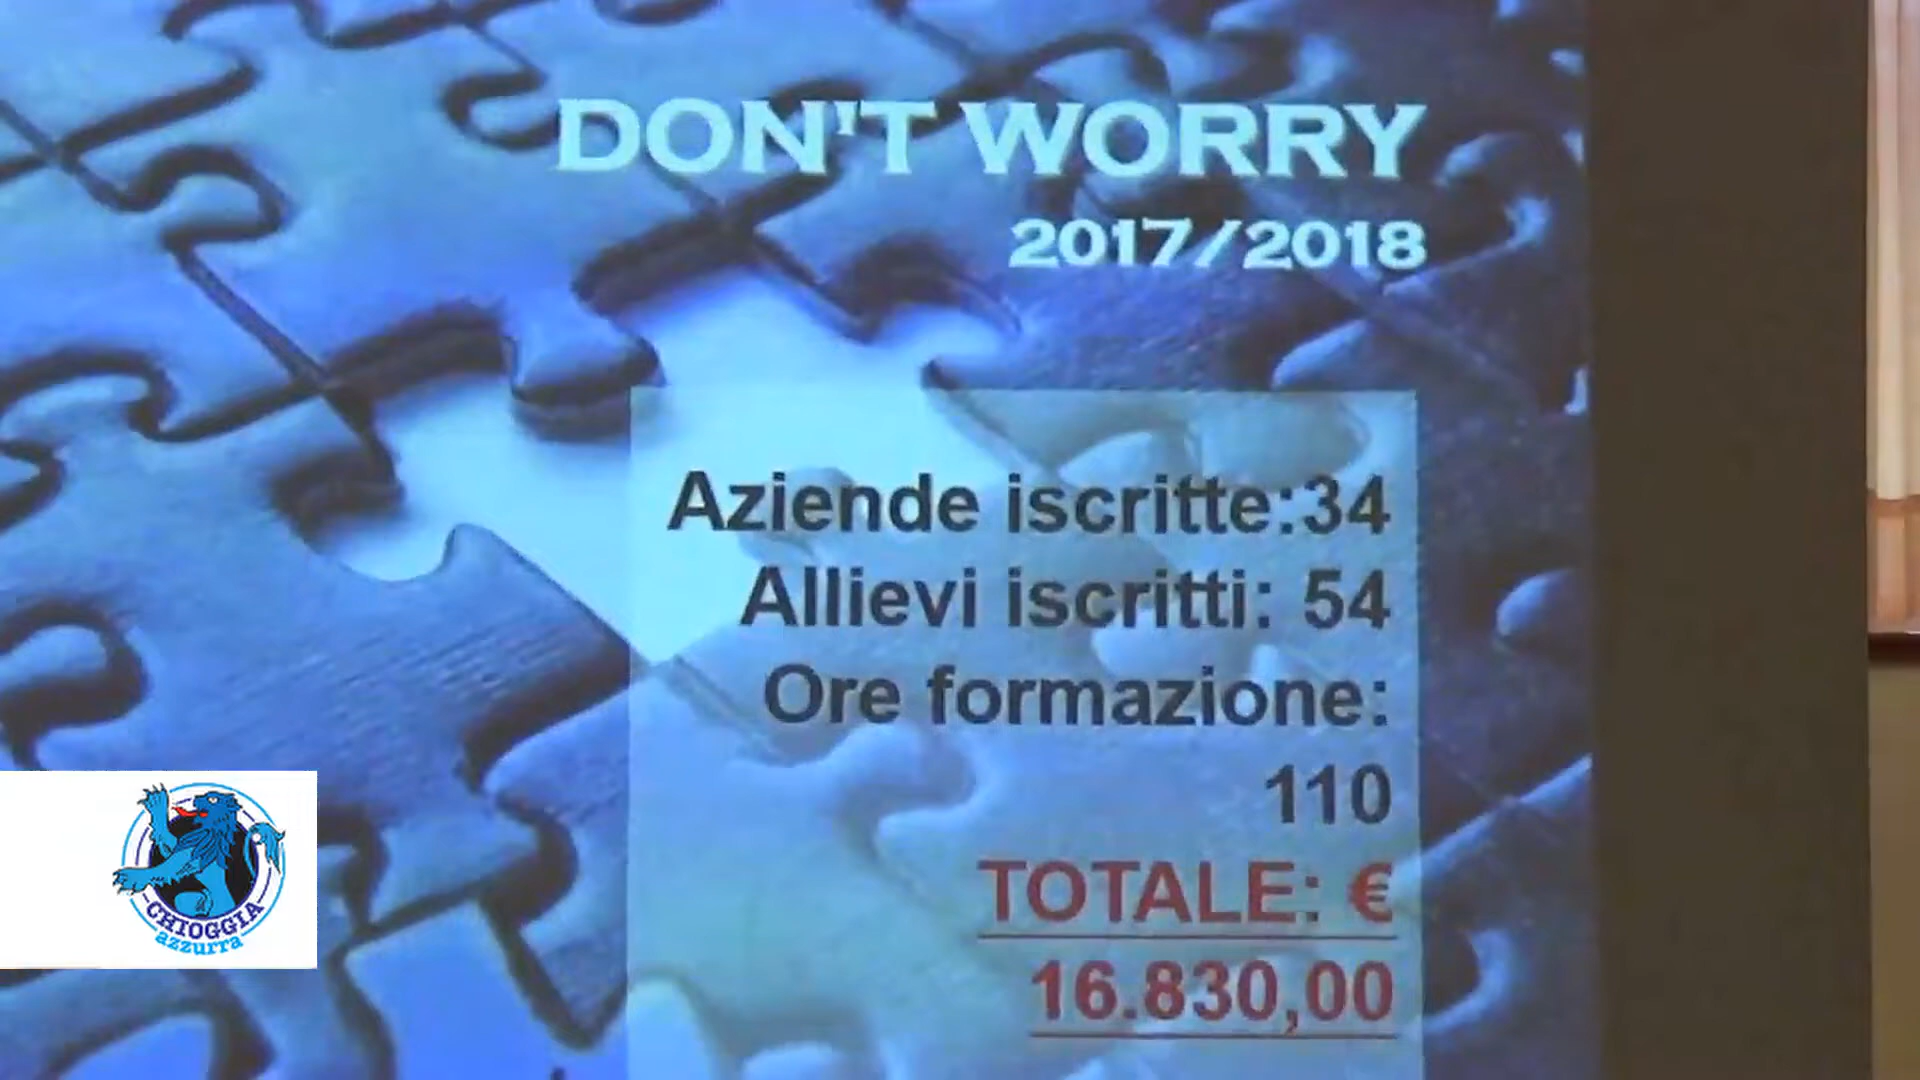 DON'T WORRY
2017/2018
Aziende iscritte:34
Allievi iscritti: 54
Ore formazione:
110
TOTALE: €
16.830,00
CHIOGGIA
azzurra